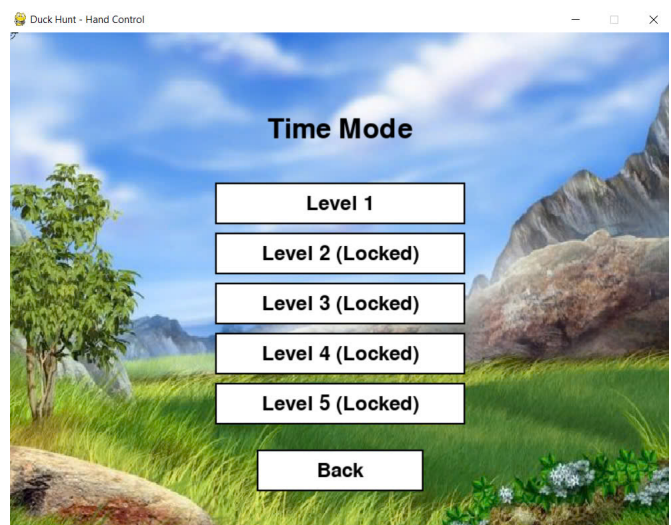 Duck Hunt - Hand Control
Time Mode
Level 1
Level 2 (Locked)
Level 3 (Locked)
Level 4 (Locked)
Level 5 (Locked)
Back